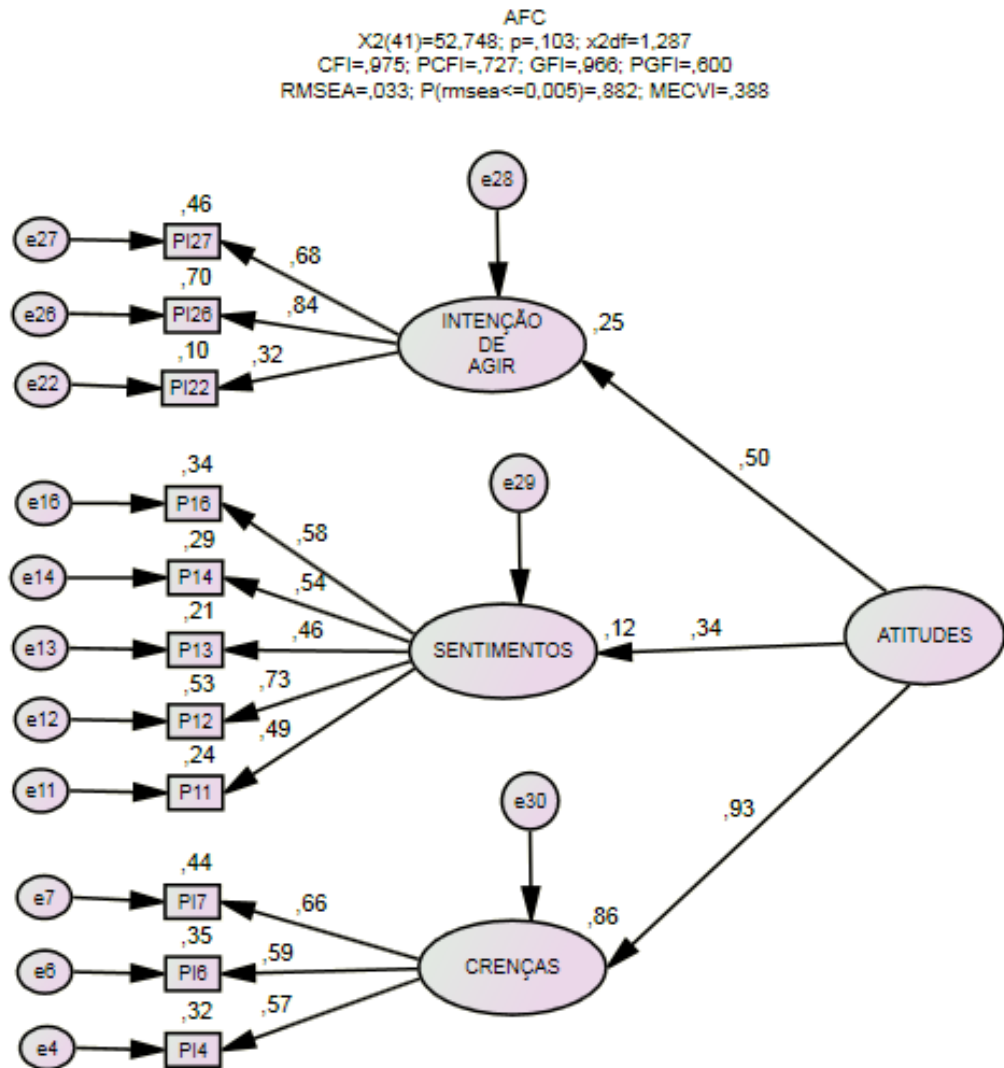 AFC
X2(41)=52,748; p=,103; x2df=1,287
CFI=,975; PCFI=,727; GFI=,966; PGFI=,600
RMSEA=,033; P(rmsea<=0,005)=,882; MECVI=,388
e28
,46
e27
PI27
,68
,70
e26
PI26
,84
INTENÇÃO
DE
AGIR
,25
,10
e22
PI22
,32
,50
,34
e29
e16
P16
,58
,29
e14
P14
,54
,21
e13
P13
,46
SENTIMENTOS
,12
,34
ATITUDES
,53
e12
P12
,73
,24
e11
P11
,49
e30
,93
,44
e7
PI7
,66
,35
e6
PI6
,59
CRENÇAS
,86
,32
e4
PI4
,57